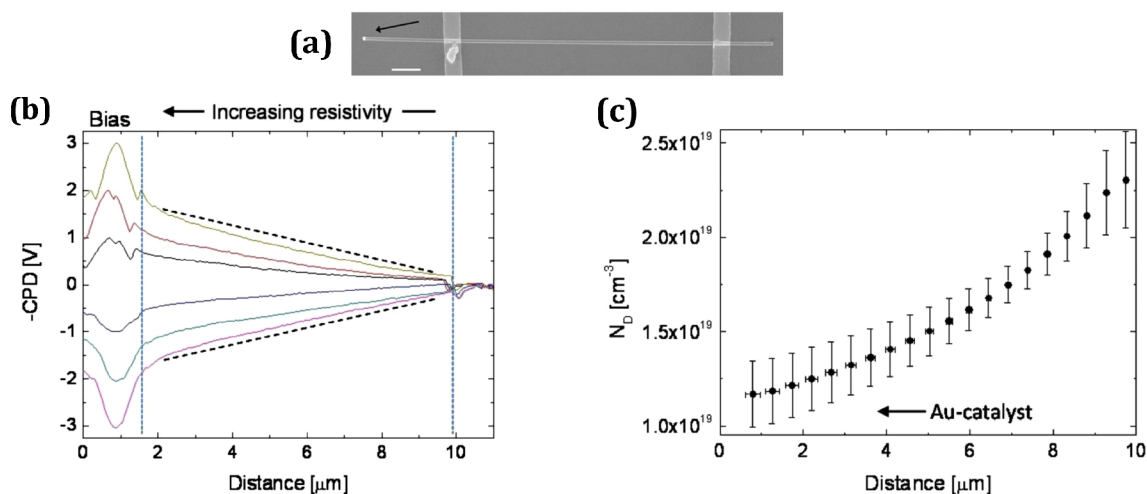 (a)
(b)
← Increasing resistivity —
Bias
3
2
1
0
-1
-2
-3
-CPD [V]
0 2 4 6 8 10
Distance [μm]
(c)
2.5x10^19
2.0x10^19
1.5x10^19
1.0x10^19
N_D [cm^-3]
← Au-catalyst
0 2 4 6 8 10
Distance [μm]